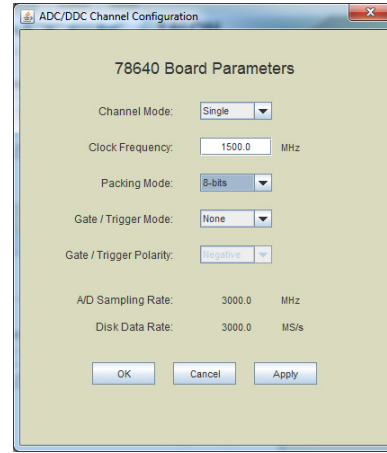 ADC/DDC Channel Configuration
78640 Board Parameters
Channel Mode: Single
Clock Frequency: 1500.0 MHz
Packing Mode: 8-bits
Gate / Trigger Mode: None
Gate / Trigger Polarity: Negative
A/D Sampling Rate: 3000.0 MHz
Disk Data Rate: 3000.0 MS/s
OK Cancel Apply